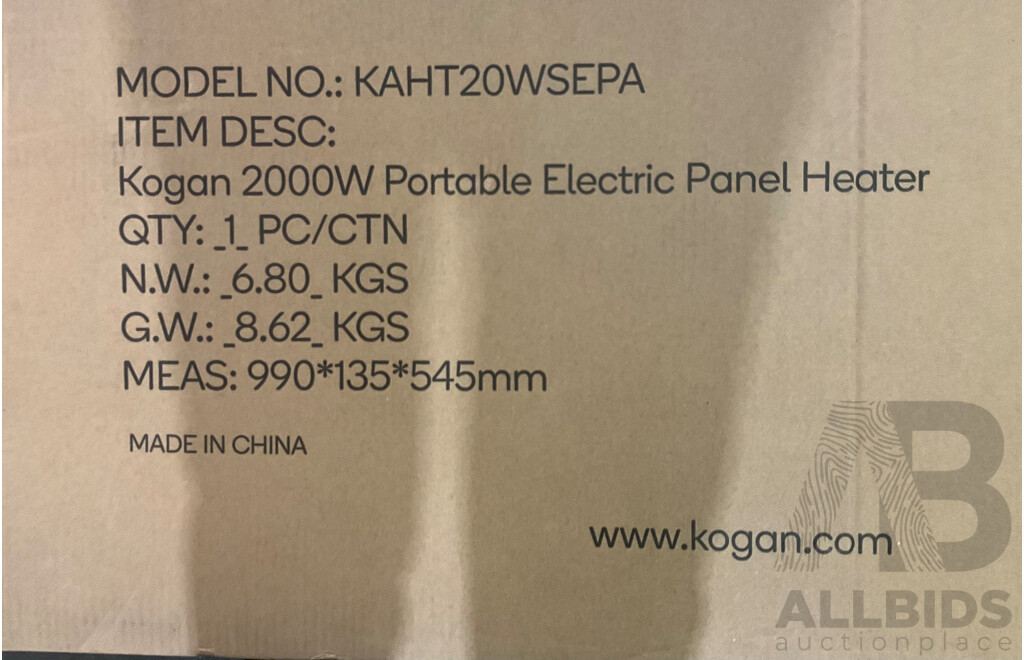 MODEL NO.: KAHT20WSEPA
ITEM DESC:
Kogan 2000W Portable Electric Panel Heater
QTY: _1_ PC/CTN
N.W.: _6.80_ KGS
G.W.: _8.62_ KGS
MEAS: 990*135*545mm
MADE IN CHINA
www.kogan.com
AB
ALLBIDS
auctionplace